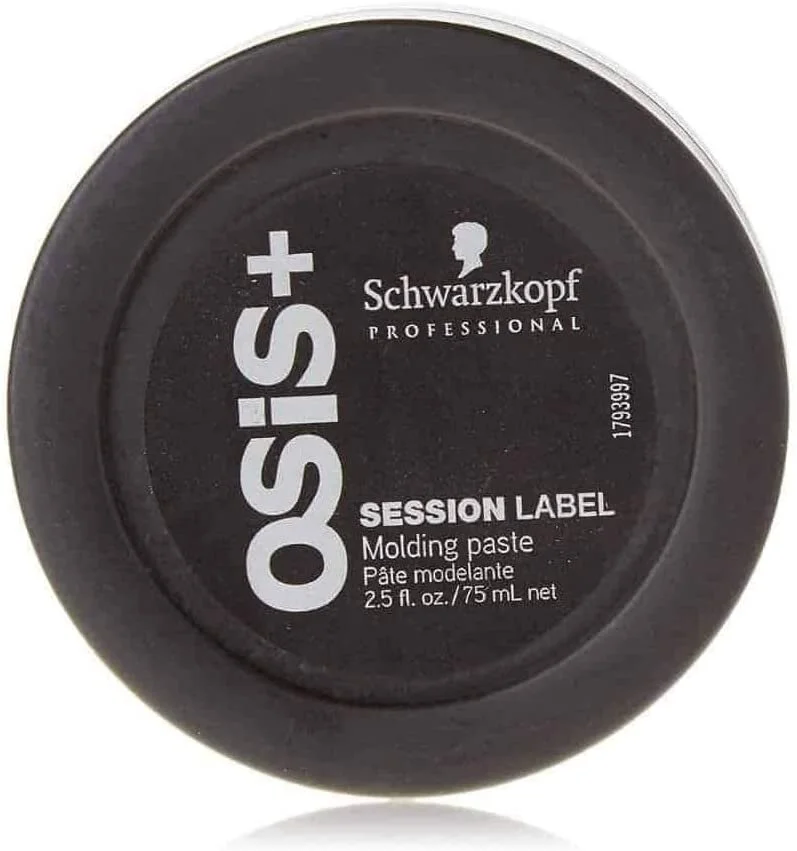 OSiS+
Schwarzkopf
PROFESSIONAL
1793997
SESSION LABEL
Molding paste
Pâte modelante
2.5 fl. oz./75 mL net